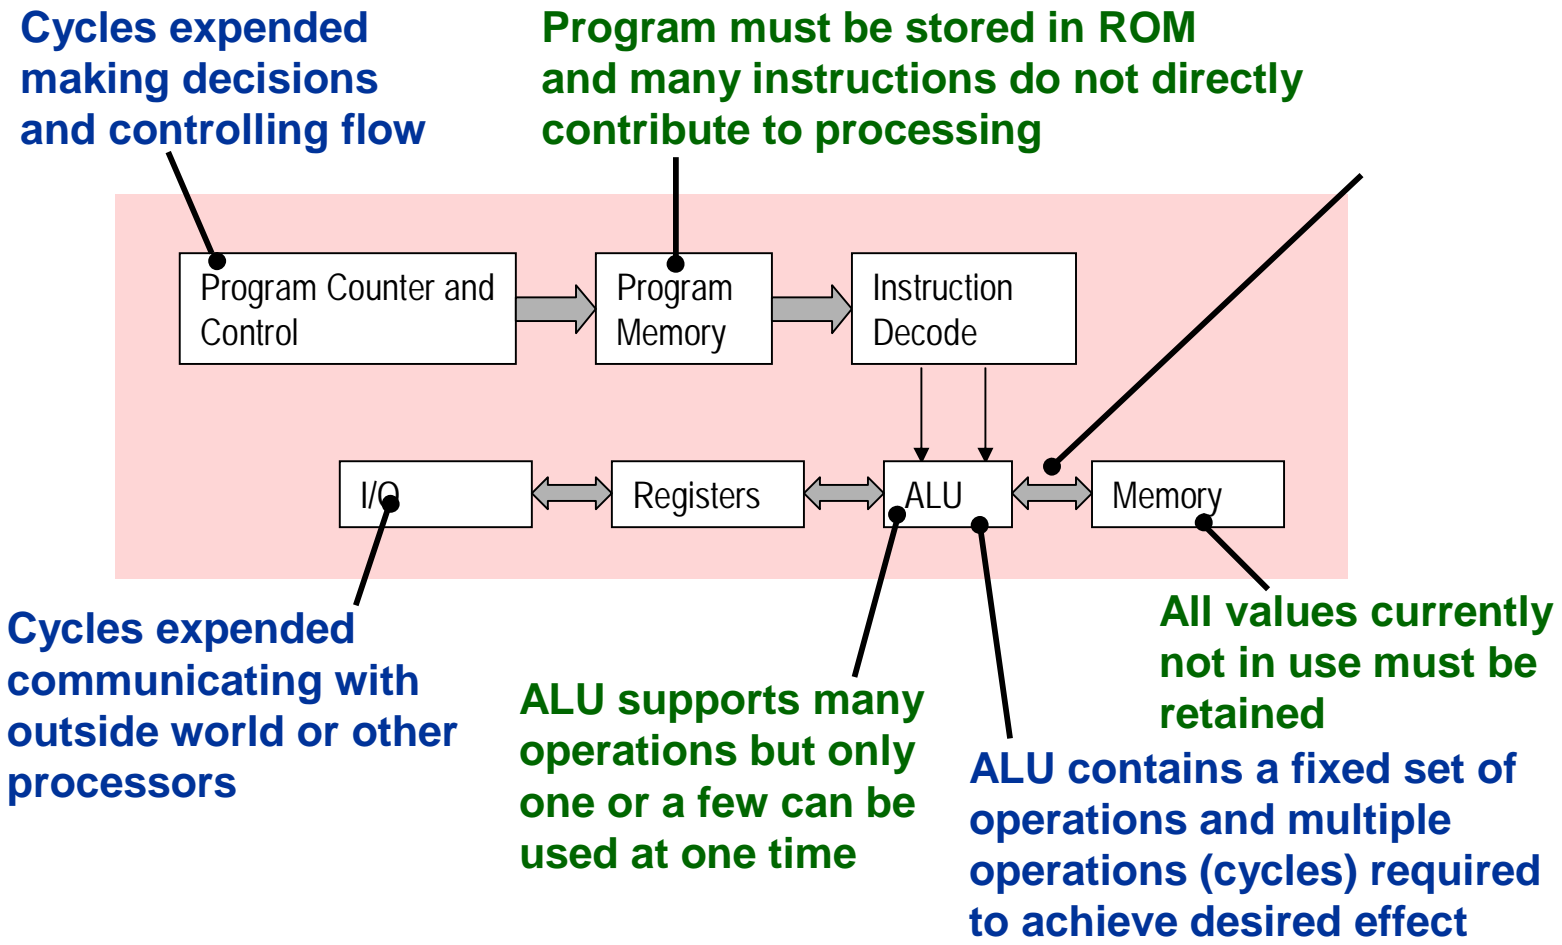 Cycles expended
making decisions
and controlling flow
Program must be stored in ROM
and many instructions do not directly
contribute to processing
Program Counter and
Control
Program
Memory
Instruction
Decode
I/O
Registers
ALU
Memory
Cycles expended
communicating with
outside world or other
processors
ALU supports many
operations but only
one or a few can be
used at one time
All values currently
not in use must be
retained
ALU contains a fixed set of
operations and multiple
operations (cycles) required
to achieve desired effect